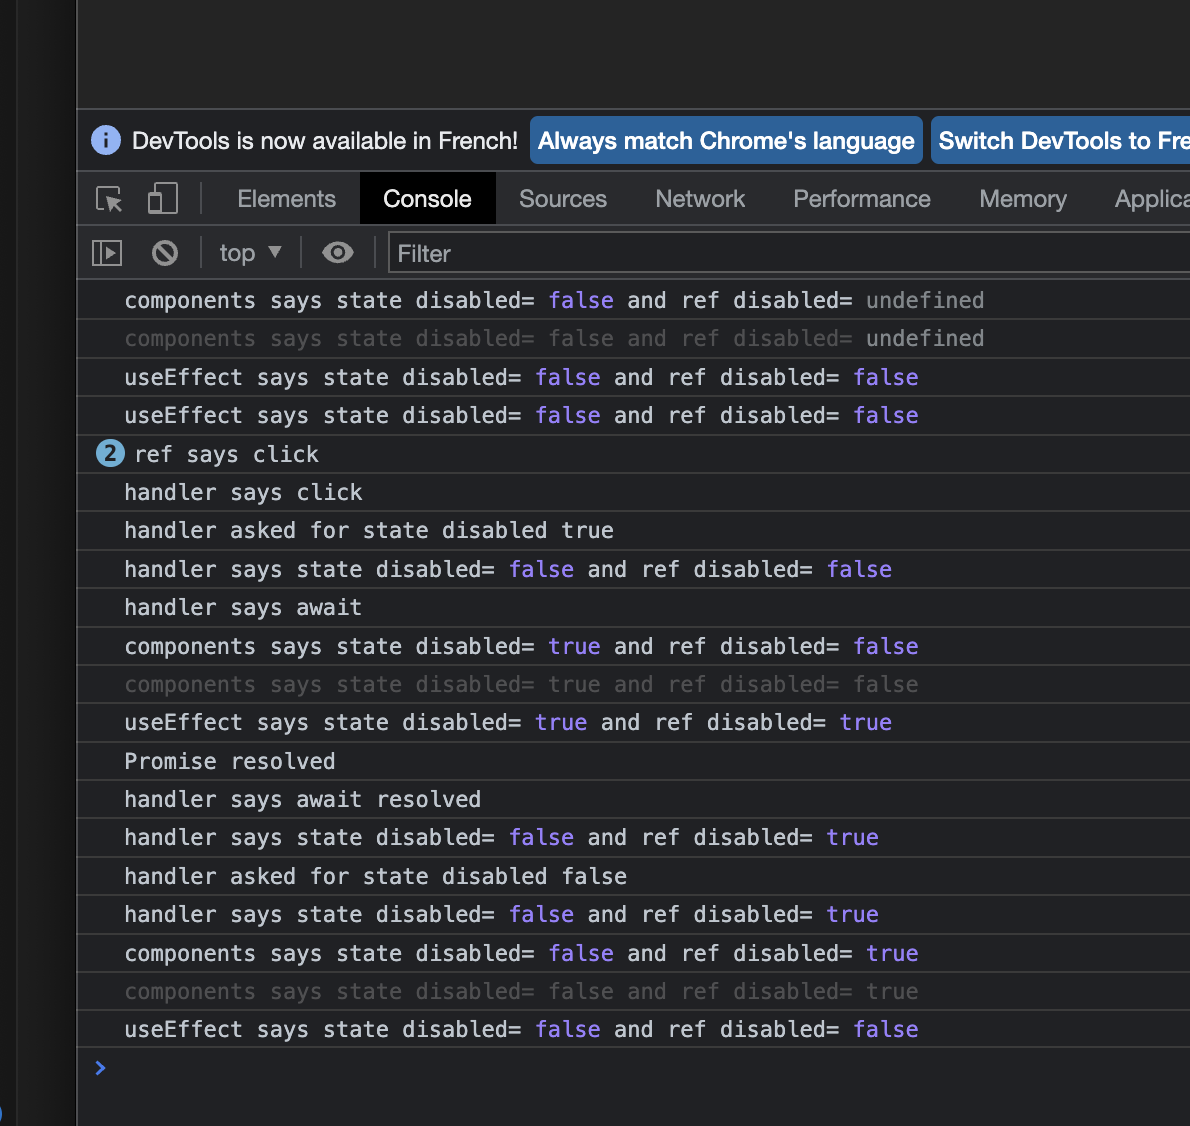 DevTools is now available in French! Always match Chrome's language Switch DevTools to Fre
Elements Console Sources Network Performance Memory Applica
top Filter
components says state disabled= false and ref disabled= undefined
components says state disabled= false and ref disabled= undefined
useEffect says state disabled= false and ref disabled= false
useEffect says state disabled= false and ref disabled= false
2 ref says click
handler says click
handler asked for state disabled true
handler says state disabled= false and ref disabled= false
handler says await
components says state disabled= true and ref disabled= false
components says state disabled= true and ref disabled= false
useEffect says state disabled= true and ref disabled= true
Promise resolved
handler says await resolved
handler says state disabled= false and ref disabled= true
handler asked for state disabled false
handler says state disabled= false and ref disabled= true
components says state disabled= false and ref disabled= true
components says state disabled= false and ref disabled= true
useEffect says state disabled= false and ref disabled= false